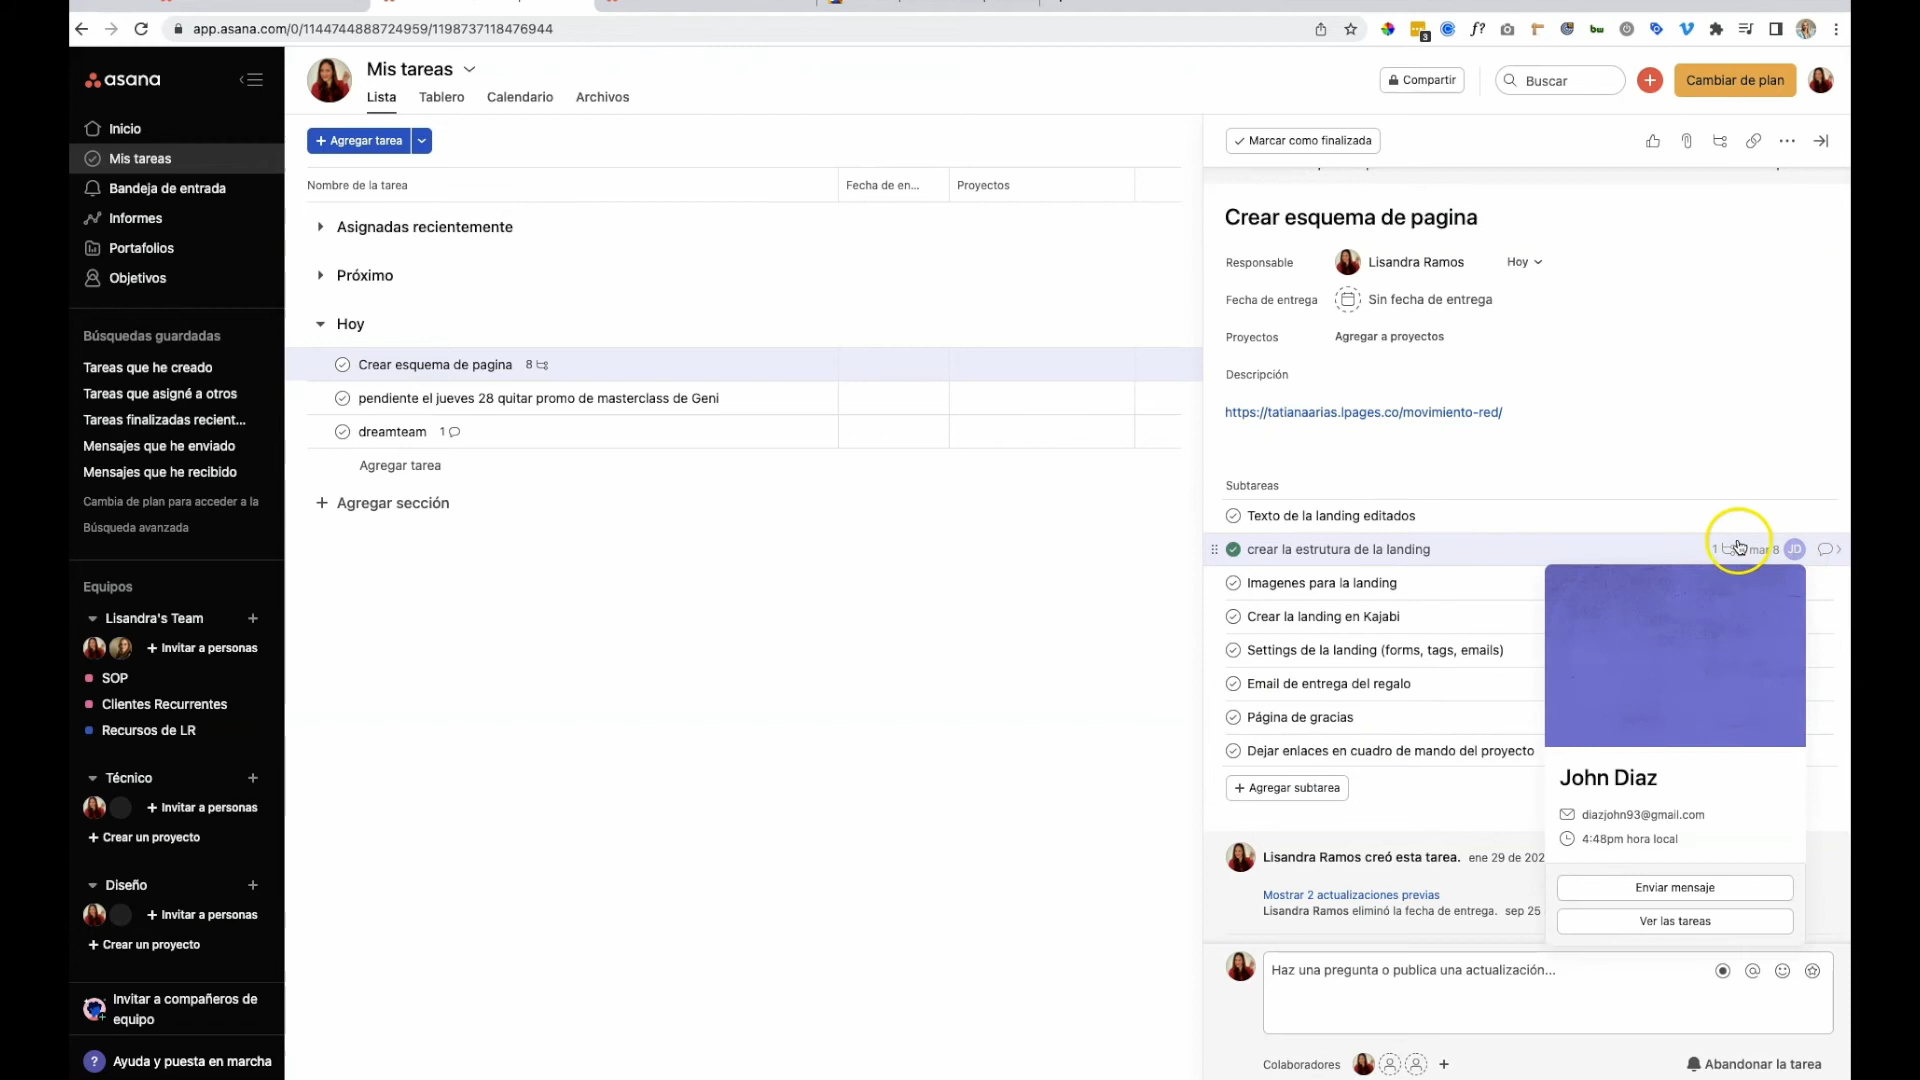 app.asana.com/0/1144744888724959/1198737118476944
3
f?
bw
asana
Mis tareas
Compartir
Buscar
Cambiar de plan
Lista
Tablero
Calendario
Archivos
Inicio
Mis tareas
Bandeja de entrada
Informes
Portafolios
Objetivos
Búsquedas guardadas
Tareas que he creado
Tareas que asigné a otros
Tareas finalizadas recient...
Mensajes que he enviado
Mensajes que he recibido
Cambia de plan para acceder a la
Búsqueda avanzada
Equipos
Lisandra's Team
+ Invitar a personas
SOP
Clientes Recurrentes
Recursos de LR
Técnico
+ Invitar a personas
+ Crear un proyecto
Diseño
+ Invitar a personas
+ Crear un proyecto
Invitar a compañeros de
equipo
? Ayuda y puesta en marcha
+ Agregar tarea
Nombre de la tarea
Fecha de en...
Proyectos
Asignadas recientemente
Próximo
Hoy
Crear esquema de pagina 8
pendiente el jueves 28 quitar promo de masterclass de Geni
dreamteam 1
Agregar tarea
+ Agregar sección
Marcar como finalizada
Crear esquema de pagina
Responsable Lisandra Ramos Hoy
Fecha de entrega Sin fecha de entrega
Proyectos Agregar a proyectos
Descripción
https://tatianaarias.lpages.co/movimiento-red/
Subtareas
Texto de la landing editados
crear la estrutura de la landing 1 mar 8 JD
Imagenes para la landing
Crear la landing en Kajabi
Settings de la landing (forms, tags, emails)
Email de entrega del regalo
Página de gracias
Dejar enlaces en cuadro de mando del proyecto
+ Agregar subtarea
John Diaz
diazjohn93@gmail.com
4:48pm hora local
Enviar mensaje
Ver las tareas
Lisandra Ramos creó esta tarea. ene 29 de 202
Mostrar 2 actualizaciones previas
Lisandra Ramos eliminó la fecha de entrega. sep 25
Haz una pregunta o publica una actualización...
Colaboradores
+
Abandonar la tarea